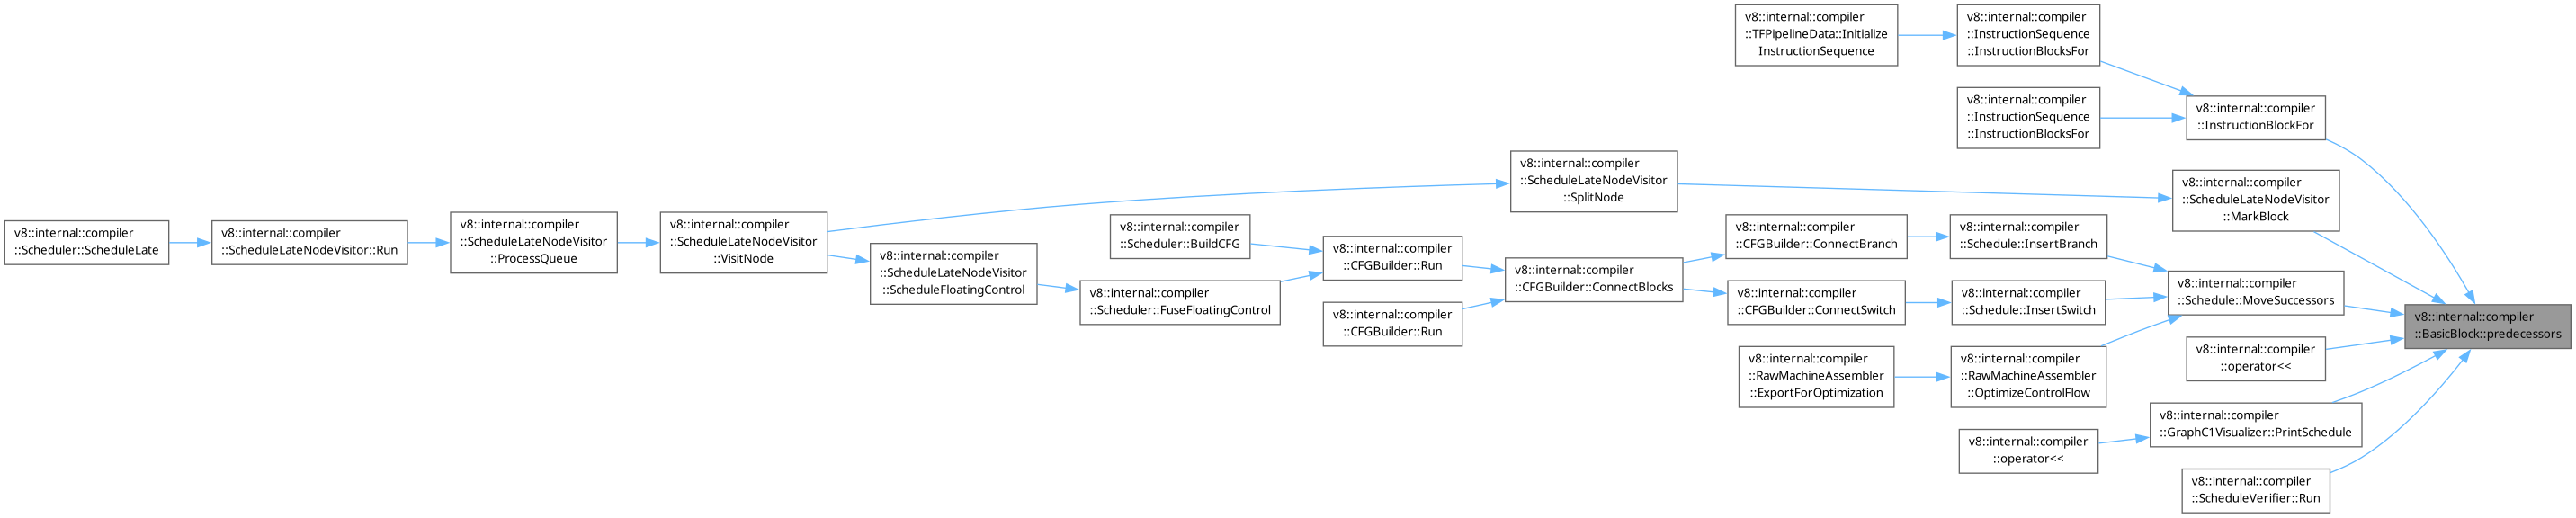 v8::internal::compiler
::Scheduler::ScheduleLate
v8::internal::compiler
::ScheduleLateNodeVisitor::Run
v8::internal::compiler
::ScheduleLateNodeVisitor
::ProcessQueue
v8::internal::compiler
::ScheduleLateNodeVisitor
::VisitNode
v8::internal::compiler
::ScheduleLateNodeVisitor
::ScheduleFloatingControl
v8::internal::compiler
::Scheduler::BuildCFG
v8::internal::compiler
::Scheduler::FuseFloatingControl
v8::internal::compiler
::CFGBuilder::Run
v8::internal::compiler
::CFGBuilder::Run
v8::internal::compiler
::ScheduleLateNodeVisitor
::SplitNode
v8::internal::compiler
::CFGBuilder::ConnectBlocks
v8::internal::compiler
::TFPipelineData::Initialize
InstructionSequence
v8::internal::compiler
::CFGBuilder::ConnectBranch
v8::internal::compiler
::CFGBuilder::ConnectSwitch
v8::internal::compiler
::RawMachineAssembler
::ExportForOptimization
v8::internal::compiler
::InstructionSequence
::InstructionBlocksFor
v8::internal::compiler
::InstructionSequence
::InstructionBlocksFor
v8::internal::compiler
::Schedule::InsertBranch
v8::internal::compiler
::Schedule::InsertSwitch
v8::internal::compiler
::RawMachineAssembler
::OptimizeControlFlow
v8::internal::compiler
::operator<<
v8::internal::compiler
::InstructionBlockFor
v8::internal::compiler
::ScheduleLateNodeVisitor
::MarkBlock
v8::internal::compiler
::Schedule::MoveSuccessors
v8::internal::compiler
::operator<<
v8::internal::compiler
::GraphC1Visualizer::PrintSchedule
v8::internal::compiler
::ScheduleVerifier::Run
v8::internal::compiler
::BasicBlock::predecessors